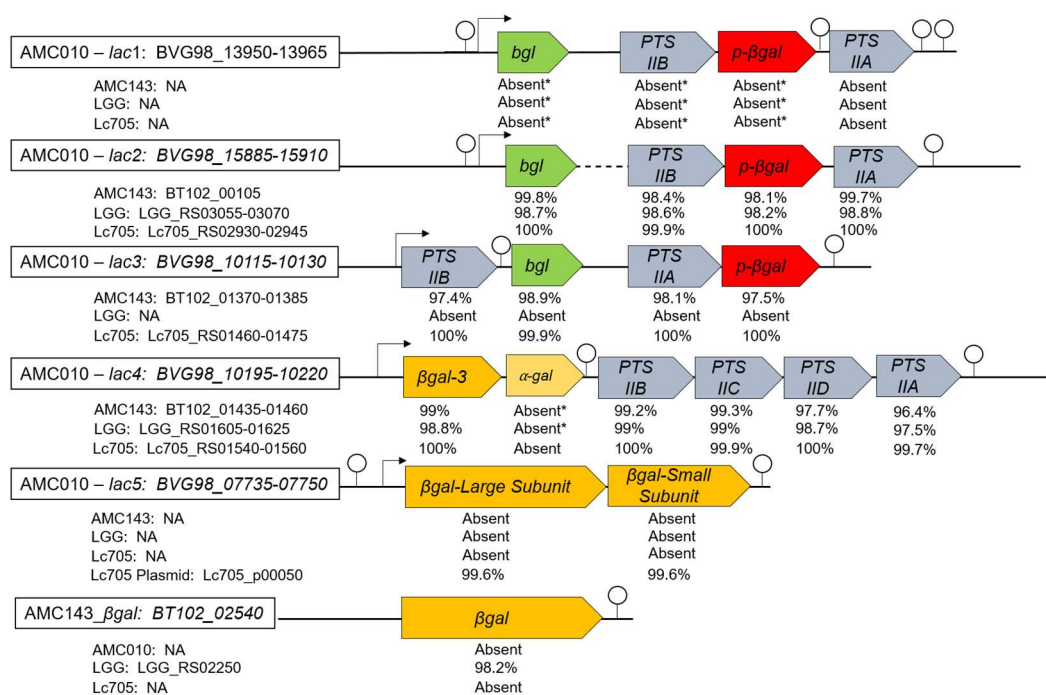 AMC010 – lac1: BVG98_13950-13965
bgl
PTS IIB
p-βgal
PTS IIA
AMC143: NA
Absent* Absent* Absent* Absent
LGG: NA
Absent* Absent* Absent* Absent
Lc705: NA
Absent* Absent* Absent* Absent
AMC010 – lac2: BVG98_15885-15910
bgl
PTS IIB
p-βgal
PTS IIA
AMC143: BT102_00105
99.8% 98.4% 98.1% 99.7%
LGG: LGG_RS03055-03070
98.7% 98.6% 98.2% 98.8%
Lc705: Lc705_RS02930-02945
100% 99.9% 100% 100%
AMC010 – lac3: BVG98_10115-10130
PTS IIB
bgl
PTS IIA
p-βgal
AMC143: BT102_01370-01385
97.4% 98.9% 98.1% 97.5%
LGG: NA
Absent Absent Absent Absent
Lc705: Lc705_RS01460-01475
100% 99.9% 100% 100%
AMC010 – lac4: BVG98_10195-10220
βgal-3
α-gal
PTS IIB
PTS IIC
PTS IID
PTS IIA
AMC143: BT102_01435-01460
99% Absent* 99.2% 99.3% 97.7% 96.4%
LGG: LGG_RS01605-01625
98.8% Absent* 99% 99% 98.7% 97.5%
Lc705: Lc705_RS01540-01560
100% Absent 100% 99.9% 100% 99.7%
AMC010 – lac5: BVG98_07735-07750
βgal-Large Subunit
βgal-Small Subunit
AMC143: NA
Absent Absent
LGG: NA
Absent Absent
Lc705: NA
Absent Absent
Lc705 Plasmid: Lc705_p00050
99.6% 99.6%
AMC143_βgal: BT102_02540
βgal
AMC010: NA
Absent
LGG: LGG_RS02250
98.2%
Lc705: NA
Absent